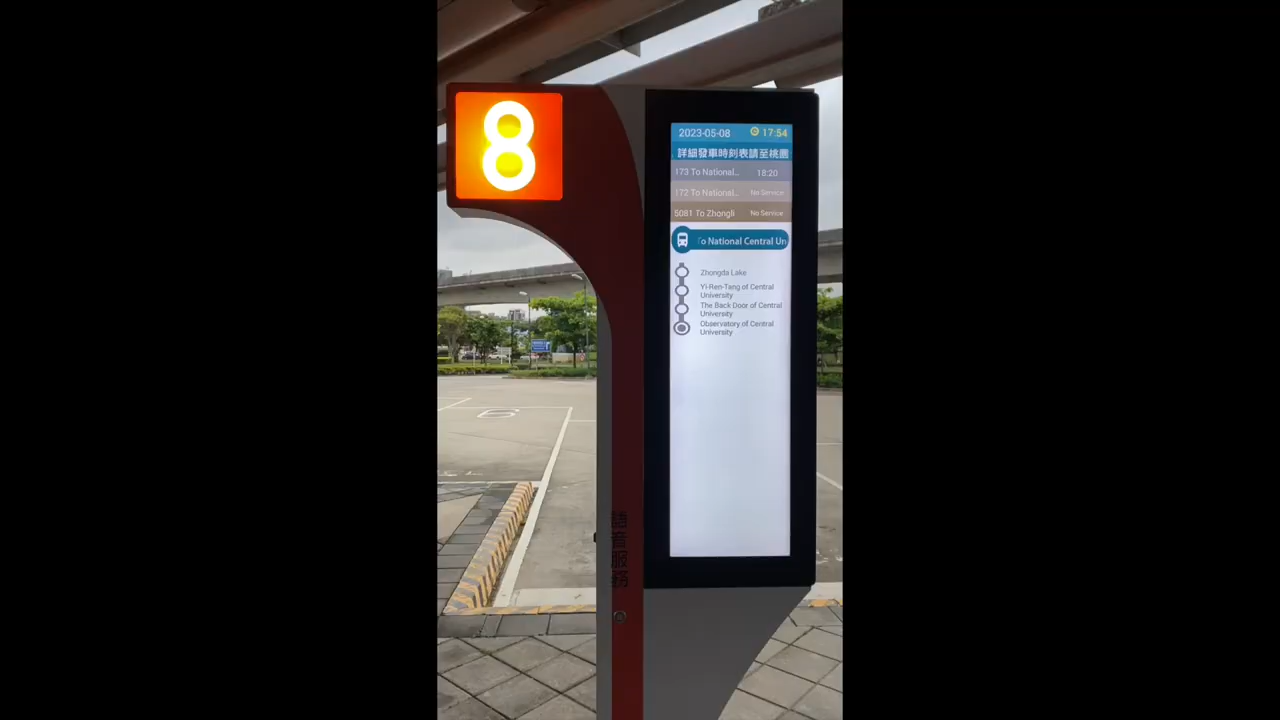 8
2023-05-08 17:54
詳細發車時刻表請至桃園
173 To National.. 18:20
172 To National.. No Service
5081 To Zhongli No Service
To National Central Un
Zhongda Lake
Yi-Ren-Tang of Central
University
The Back Door of Central
University
Observatory of Central
University
語音服務